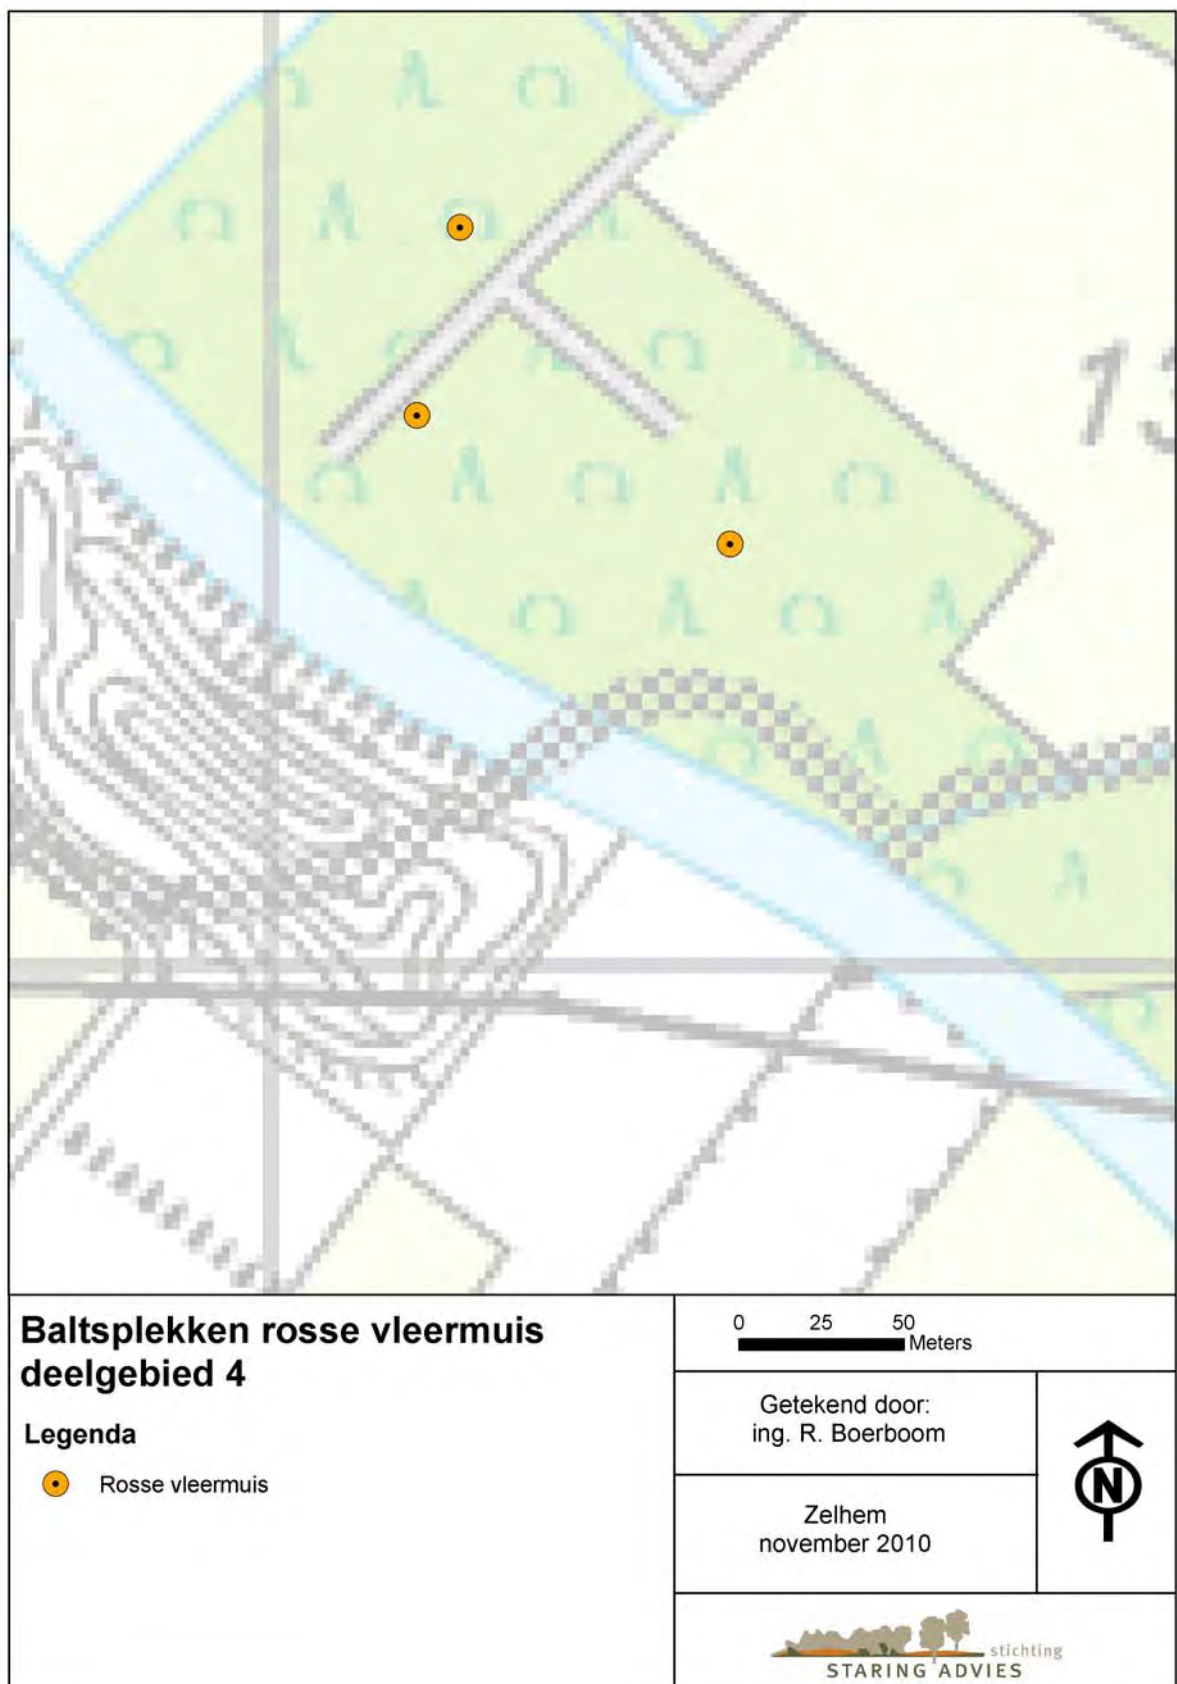 13
Baltsplekken rosse vleermuis
deelgebied 4
Legenda
Rosse vleermuis
0 25 50
Meters
Getekend door:
ing. R. Boerboom
N
Zelhem
november 2010
stichting
STARING ADVIES